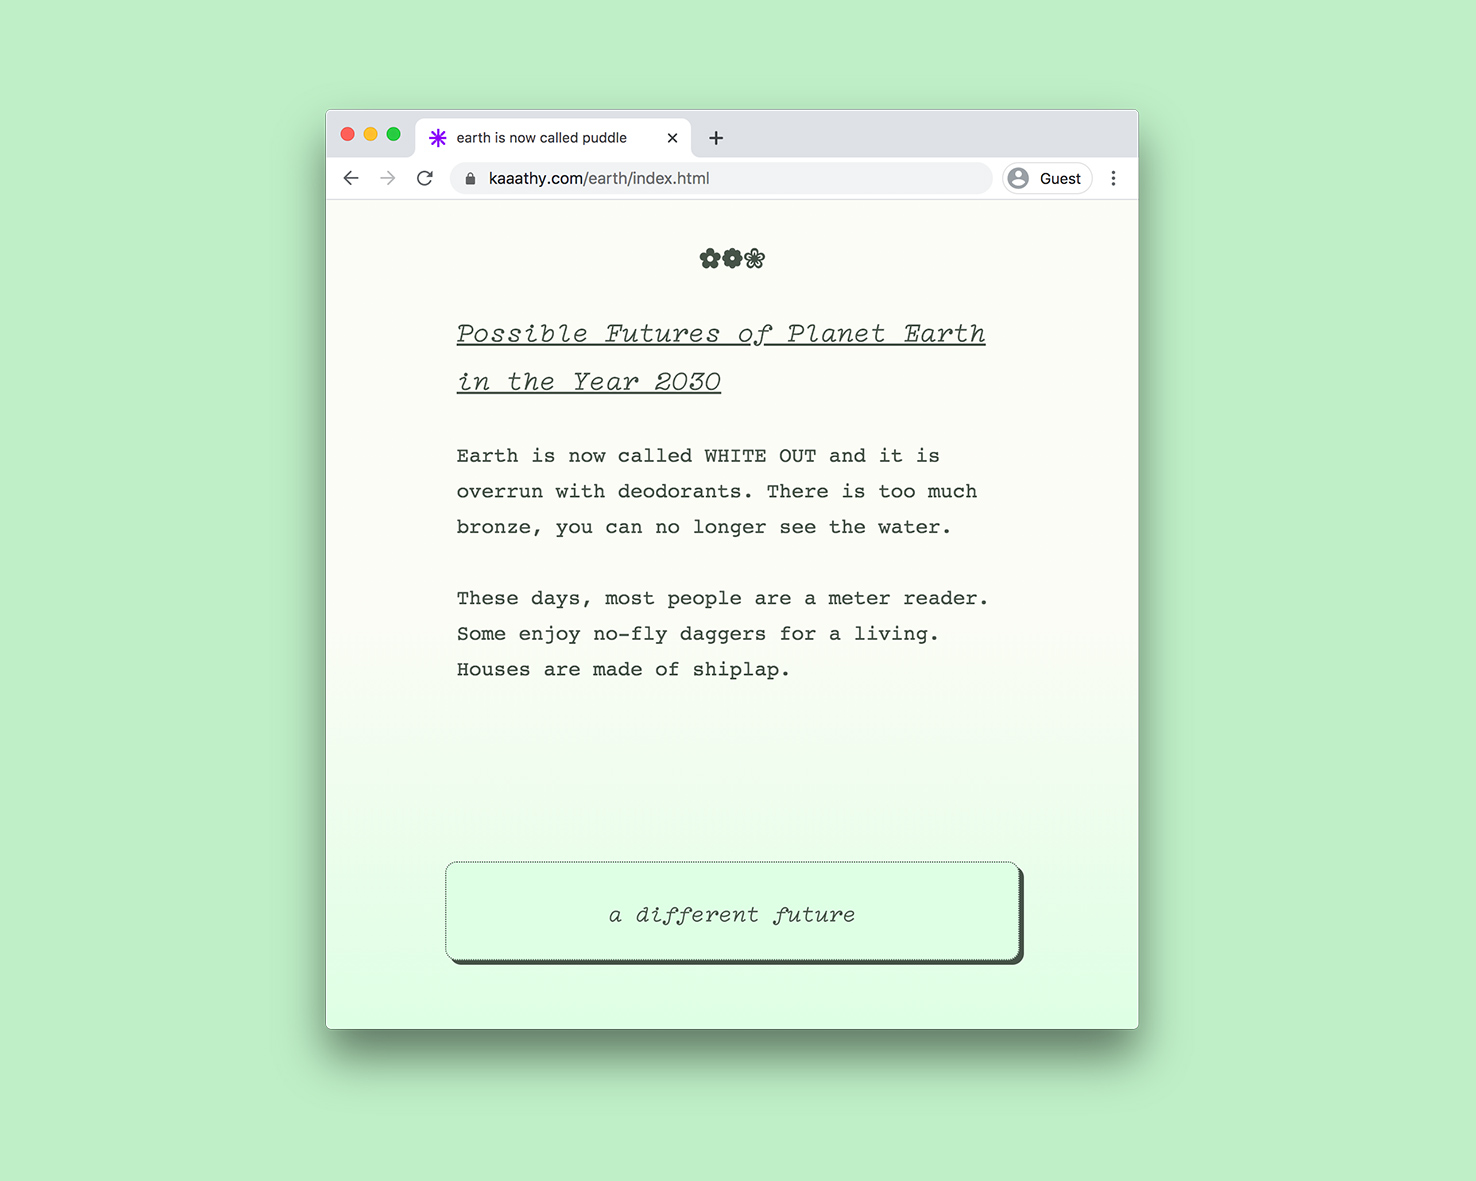 earth is now called puddle
kaaathy.com/earth/index.html
Guest
✿❁❀
Possible Futures of Planet Earth
in the Year 2030
Earth is now called WHITE OUT and it is
overrun with deodorants. There is too much
bronze, you can no longer see the water.
These days, most people are a meter reader.
Some enjoy no-fly daggers for a living.
Houses are made of shiplap.
a different future